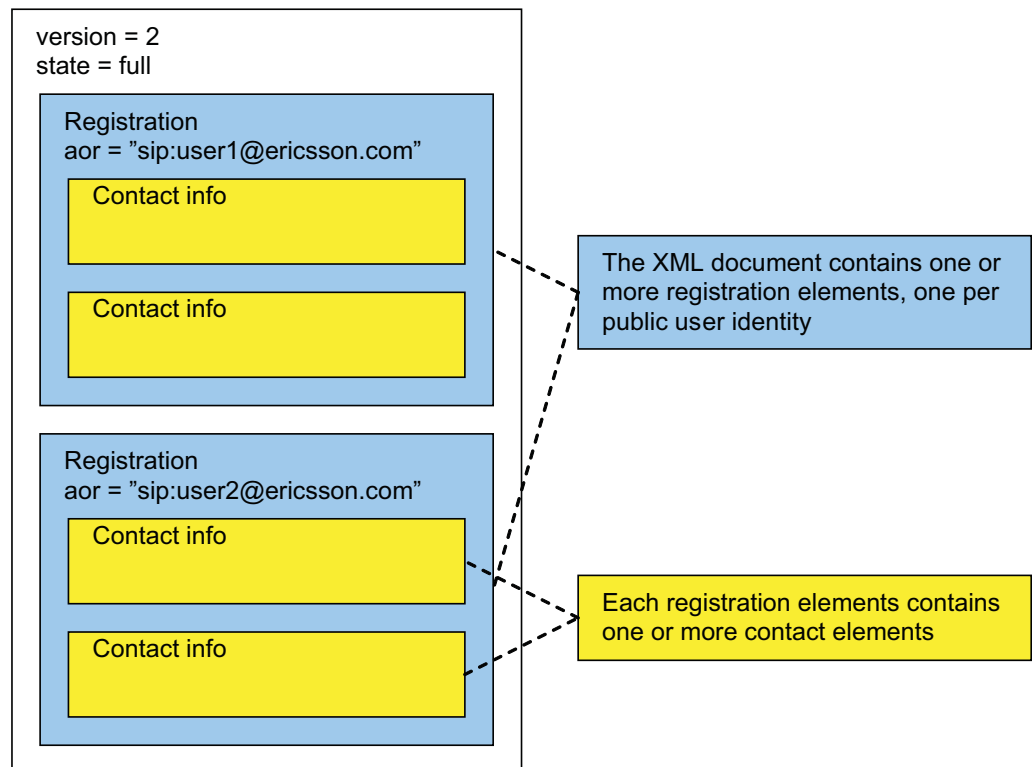 version = 2
state = full
Registration
aor = ”sip:user1@ericsson.com”
Contact info
Contact info
The XML document contains one or
more registration elements, one per
public user identity
Registration
aor = ”sip:user2@ericsson.com”
Contact info
Contact info
Each registration elements contains
one or more contact elements